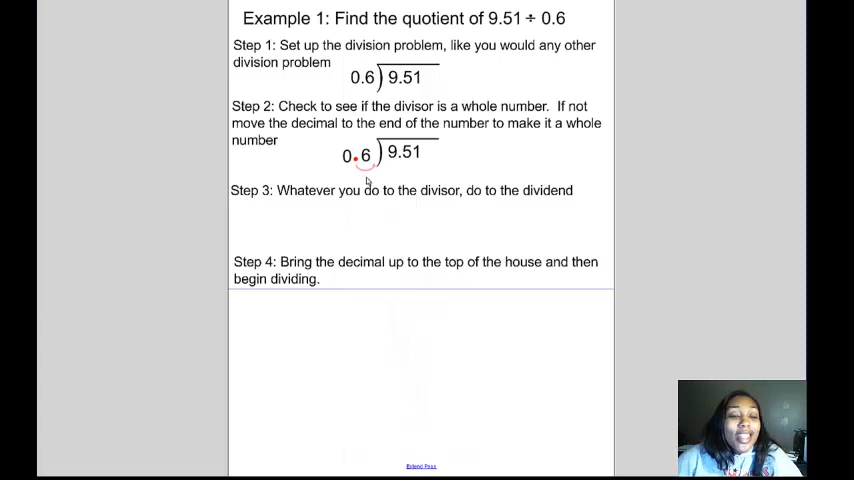 Example 1: Find the quotient of 9.51 ÷ 0.6
Step 1: Set up the division problem, like you would any other
division problem
0.6 9.51
Step 2: Check to see if the divisor is a whole number. If not
move the decimal to the end of the number to make it a whole
number
0.6 9.51
Step 3: Whatever you do to the divisor, do to the dividend
Step 4: Bring the decimal up to the top of the house and then
begin dividing.
Extend Page